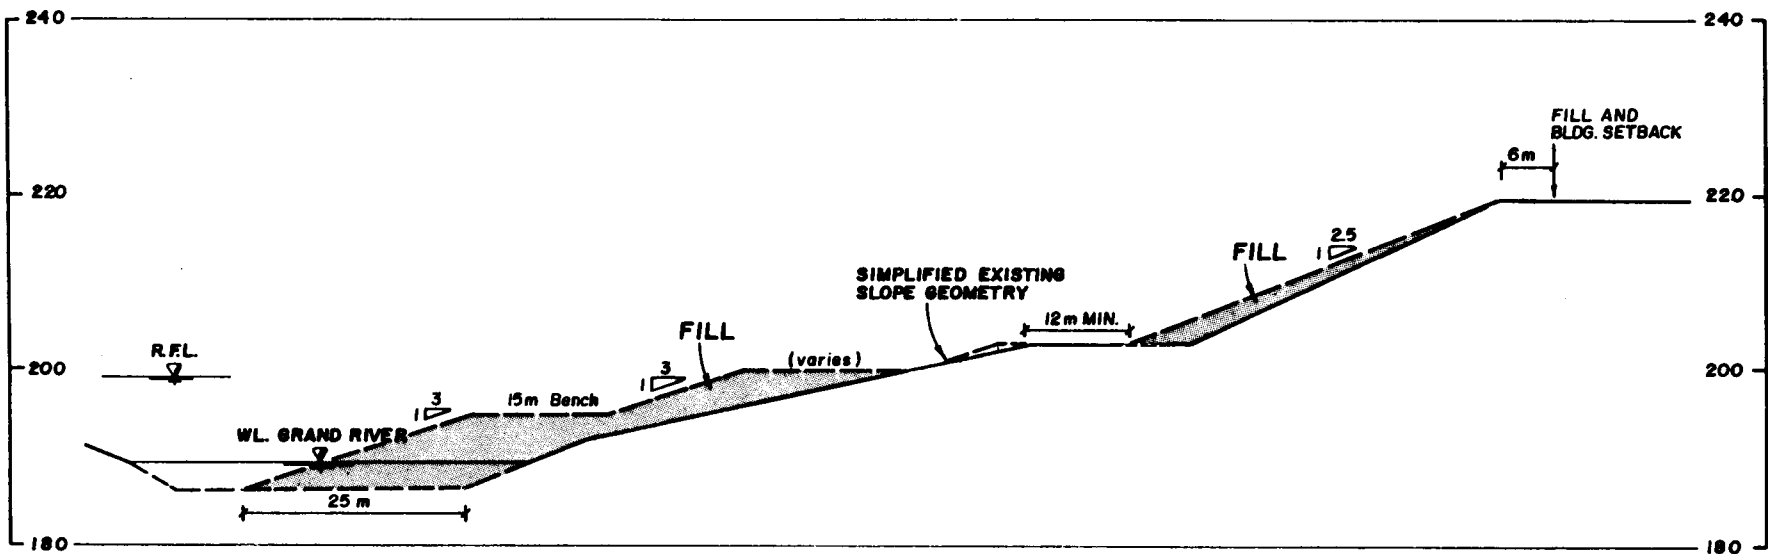 240
240
FILL AND
BLDG. SETBACK
6m
220
220
2.5
1
FILL
SIMPLIFIED EXISTING
SLOPE GEOMETRY
12m MIN.
FILL
R.F.L.
(varies)
200
200
3
1
3
1
15m Bench
WL. GRAND RIVER
25 m
180
180